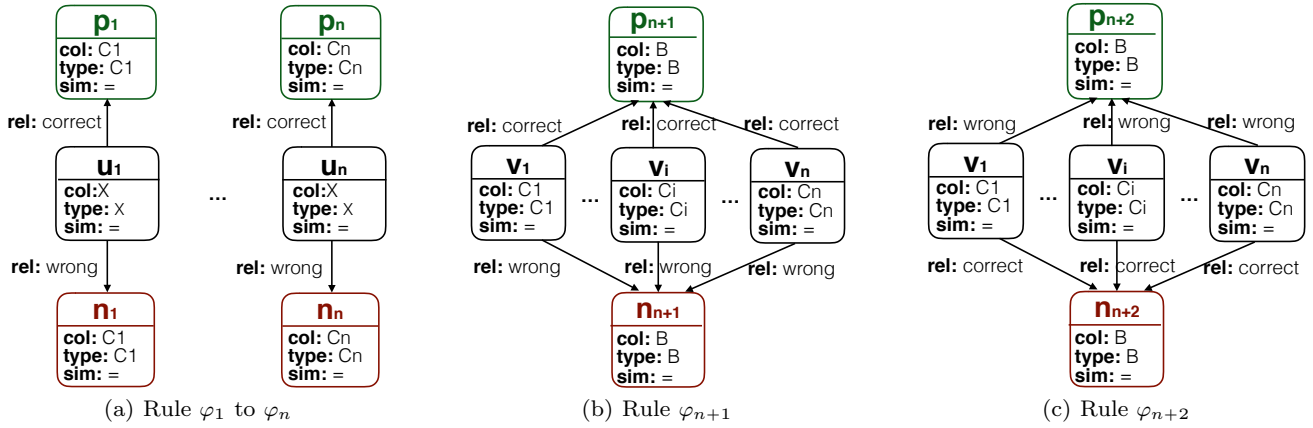 p1
col: C1
type: C1
sim: =
pn
col: Cn
type: Cn
sim: =
rel: correct
rel: correct
u1
col:X
type: X
sim: =
...
un
col:X
type: X
sim: =
rel: wrong
rel: wrong
n1
col: C1
type: C1
sim: =
nn
col: Cn
type: Cn
sim: =
(a) Rule φ1 to φn
pn+1
col: B
type: B
sim: =
rel: correct
rel: correct
rel: correct
v1
col: C1
type: C1
sim: =
...
vi
col: Ci
type: Ci
sim: =
...
vn
col: Cn
type: Cn
sim: =
rel: wrong
rel: wrong
rel: wrong
nn+1
col: B
type: B
sim: =
(b) Rule φn+1
pn+2
col: B
type: B
sim: =
rel: wrong
rel: wrong
rel: wrong
v1
col: C1
type: C1
sim: =
...
vi
col: Ci
type: Ci
sim: =
...
vn
col: Cn
type: Cn
sim: =
rel: correct
rel: correct
rel: correct
nn+2
col: B
type: B
sim: =
(c) Rule φn+2